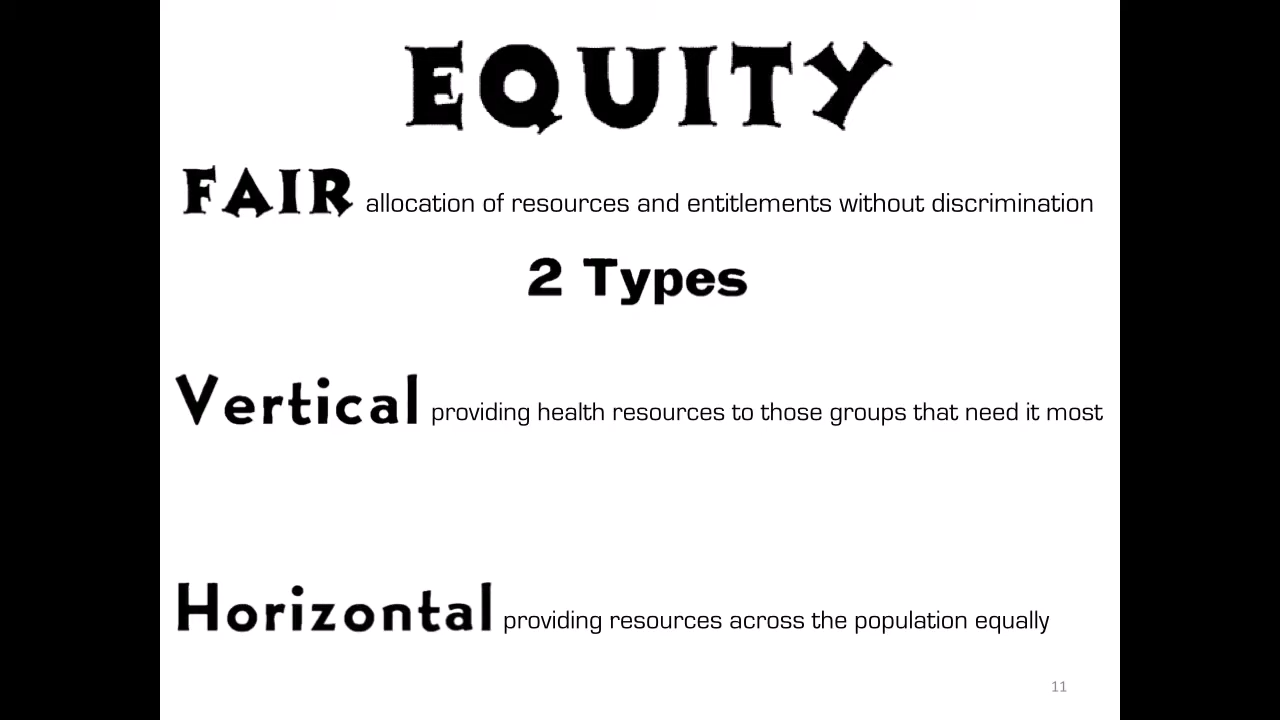 EQUITY
FAIR allocation of resources and entitlements without discrimination
2 Types
Vertical providing health resources to those groups that need it most
Horizontal providing resources across the population equally
11